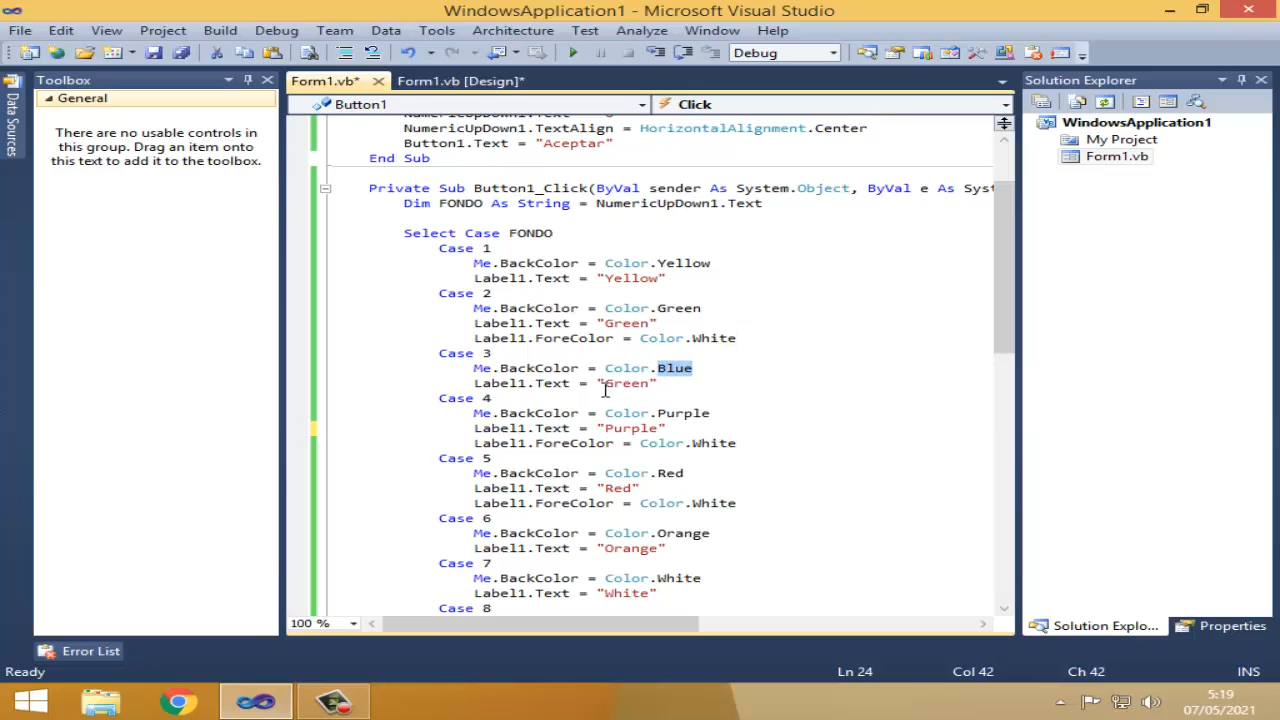 WindowsApplication1 - Microsoft Visual Studio
File Edit View Project Build Debug Team Data Tools Architecture Test Analyze Window Help
Debug
Data Sources
Toolbox
General
There are no usable controls in
this group. Drag an item onto
this text to add it to the toolbox.
Form1.vb* Form1.vb [Design]*
Button1 Click
NumericUpDown1.TextAlign = HorizontalAlignment.Center
Button1.Text = "Aceptar"
End Sub
Private Sub Button1_Click(ByVal sender As System.Object, ByVal e As Syst
Dim FONDO As String = NumericUpDown1.Text
Select Case FONDO
Case 1
Me.BackColor = Color.Yellow
Label1.Text = "Yellow"
Case 2
Me.BackColor = Color.Green
Label1.Text = "Green"
Label1.ForeColor = Color.White
Case 3
Me.BackColor = Color.Blue
Label1.Text = "Green"
Case 4
Me.BackColor = Color.Purple
Label1.Text = "Purple"
Label1.ForeColor = Color.White
Case 5
Me.BackColor = Color.Red
Label1.Text = "Red"
Label1.ForeColor = Color.White
Case 6
Me.BackColor = Color.Orange
Label1.Text = "Orange"
Case 7
Me.BackColor = Color.White
Label1.Text = "White"
Case 8
100 %
Solution Explorer
WindowsApplication1
My Project
Form1.vb
Solution Explo... Properties
Error List
Ready Ln 24 Col 42 Ch 42 INS
5:19
07/05/2021